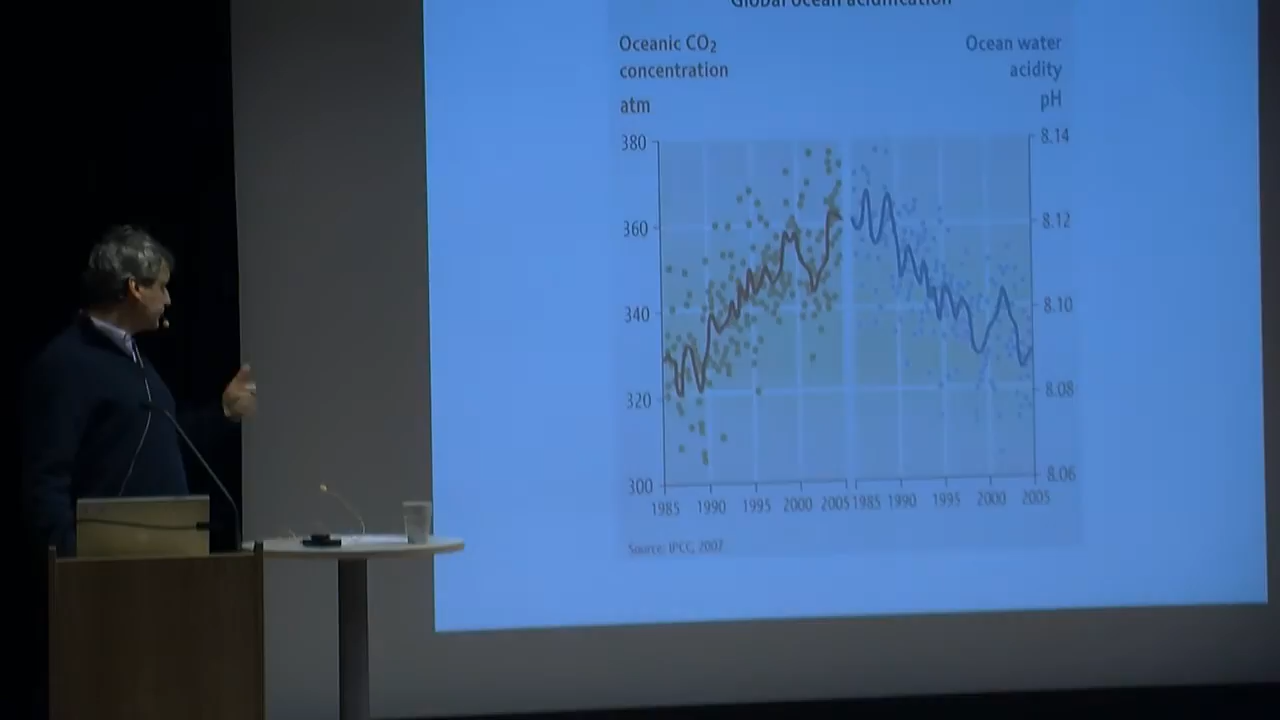 Global ocean acidification
Oceanic CO₂
concentration
atm
Ocean water
acidity
pH
380
360
340
320
300
8.14
8.12
8.10
8.08
8.06
1985 1990 1995 2000 2005 1985 1990 1995 2000 2005
Source: IPCC, 2007